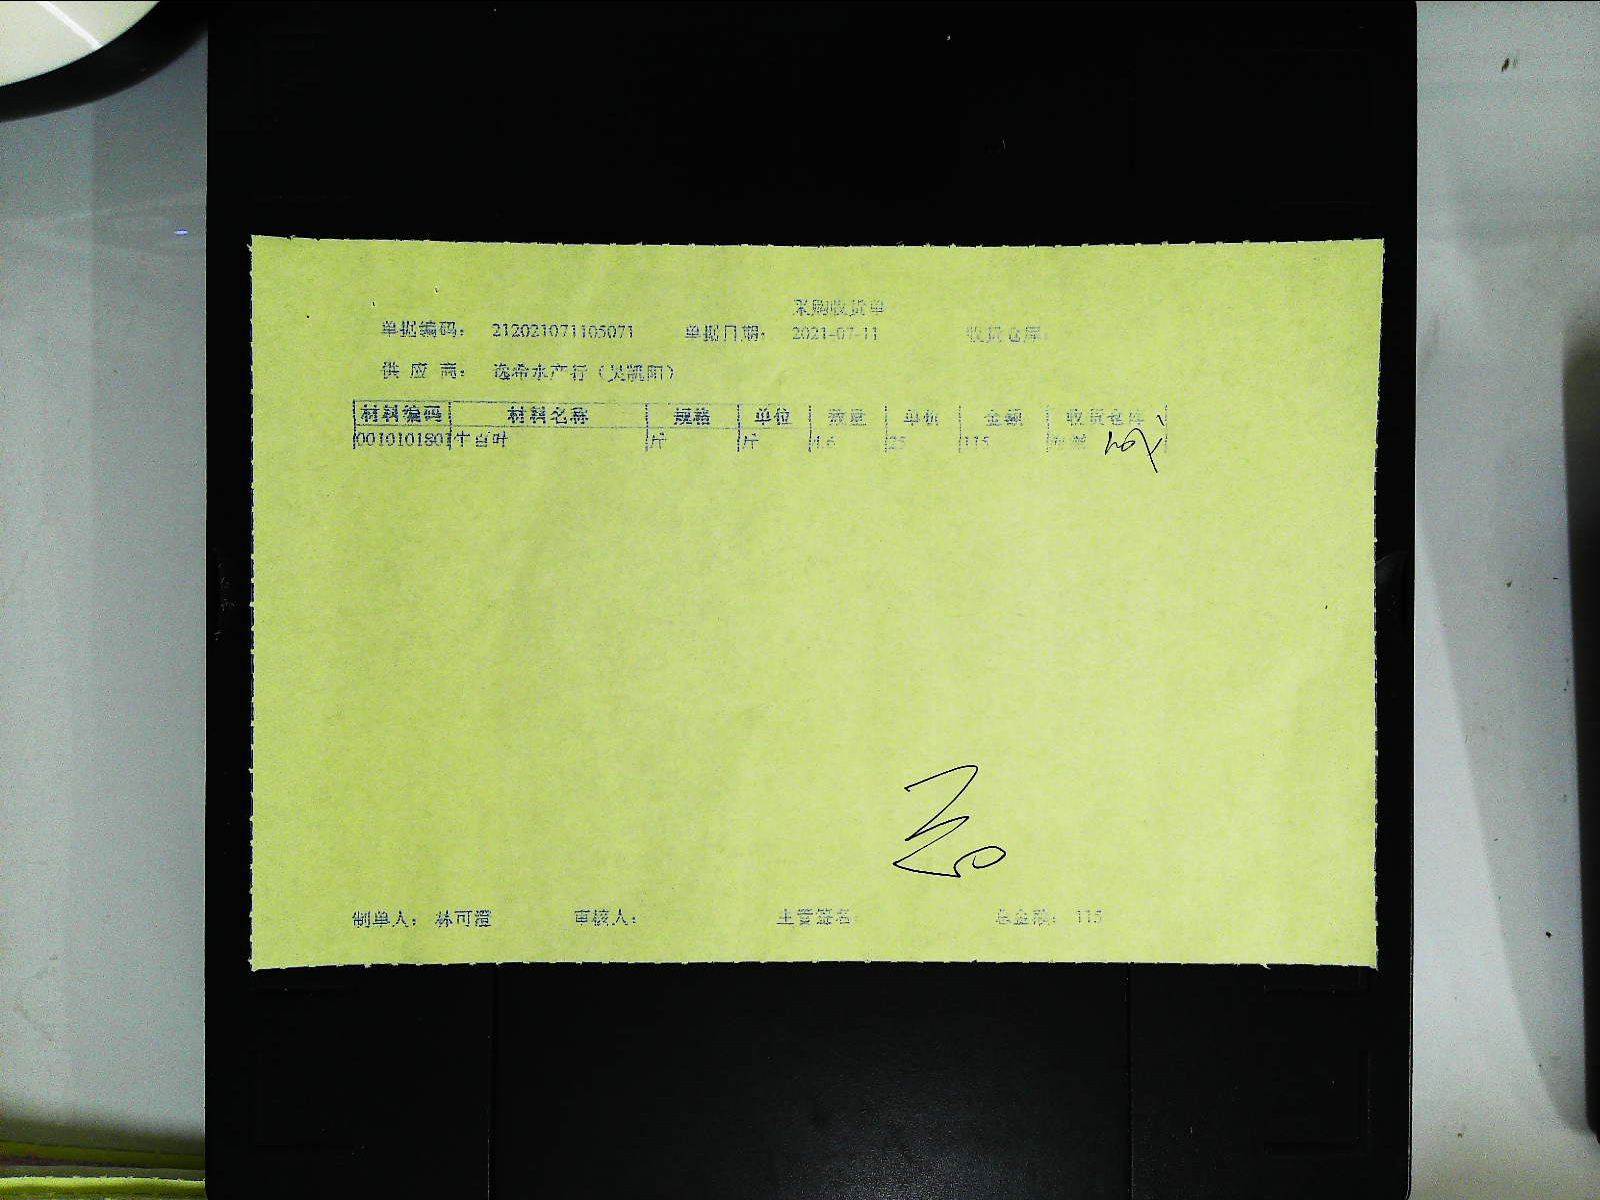 采购收货单
单据编码： 212021071105071 单据日期： 2021-07-11 收货仓库：
供 应 商： 逸希水产行（吴凯阳）
材料编码 材料名称 规格 单位 数量 单价 金额 收货仓库
0010101801 牛百叶 斤 斤 4.6 25 115
制单人： 林可澄 审核人： 主管签名： 总金额： 115